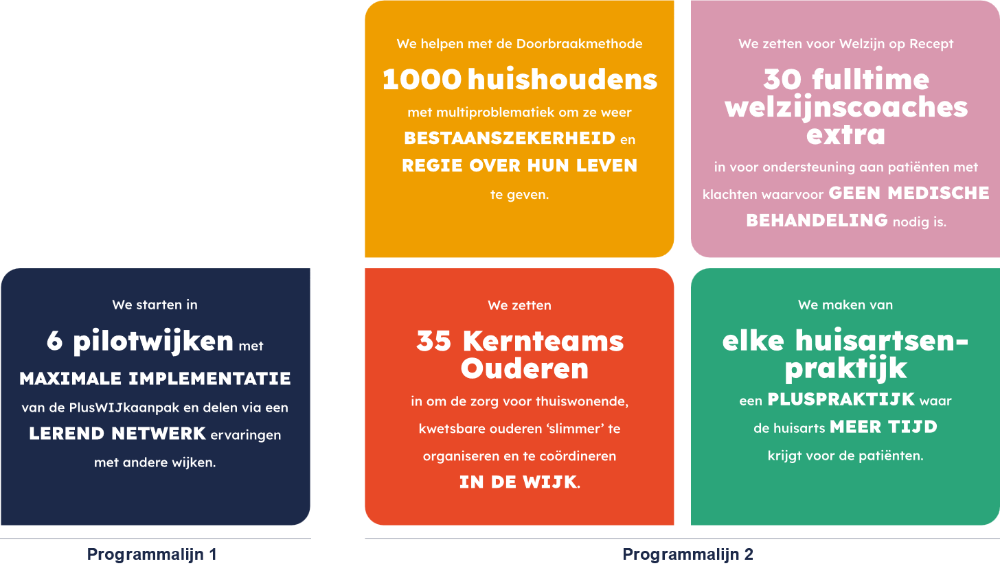 We helpen met de Doorbraakmethode
1000 huishoudens
met multiproblematiek om ze weer
BESTAANSZEKERHEID en
REGIE OVER HUN LEVEN
te geven.
We zetten voor Welzijn op Recept
30 fulltime
welzijnscoaches
extra
in voor ondersteuning aan patiënten met
klachten waarvoor GEEN MEDISCHE
BEHANDELING nodig is.
We starten in
6 pilotwijken met
MAXIMALE IMPLEMENTATIE
van de PlusWIJkaanpak en delen via een
LEREND NETWERK ervaringen
met andere wijken.
We zetten
35 Kernteams
Ouderen
in om de zorg voor thuiswonende,
kwetsbare ouderen ‘slimmer’ te
organiseren en te coördineren
IN DE WIJK.
We maken van
elke huisartsen-
praktijk
een PLUSPRAKTIJK waar
de huisarts MEER TIJD
krijgt voor de patiënten.
Programmalijn 1
Programmalijn 2